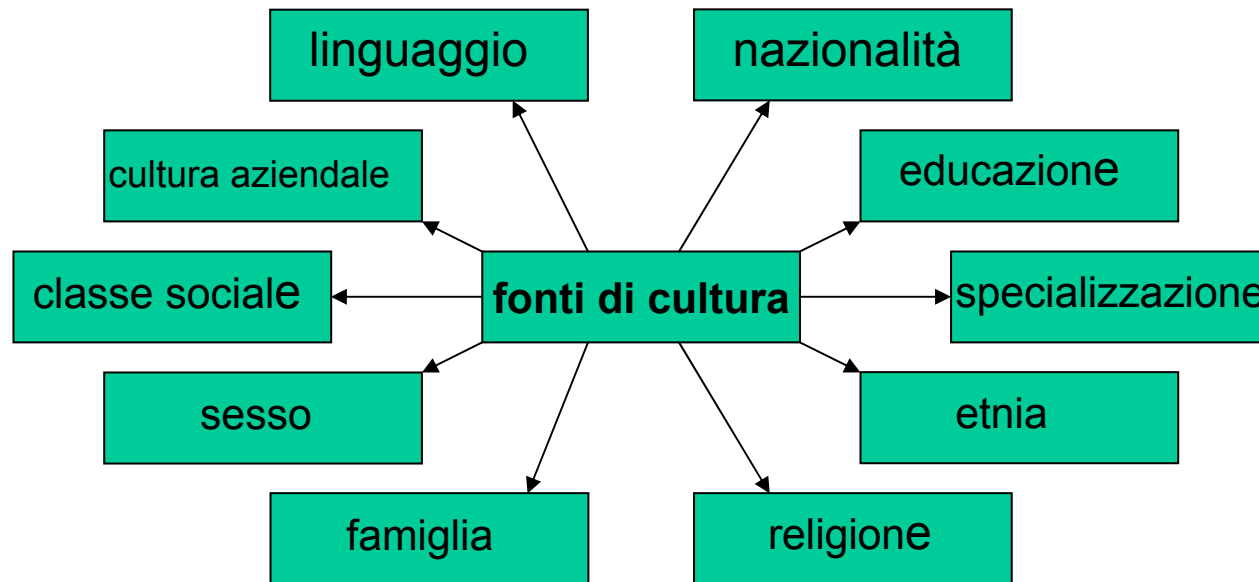 linguaggio
nazionalità
cultura aziendale
educazione
classe sociale
fonti di cultura
specializzazione
sesso
etnia
famiglia
religione